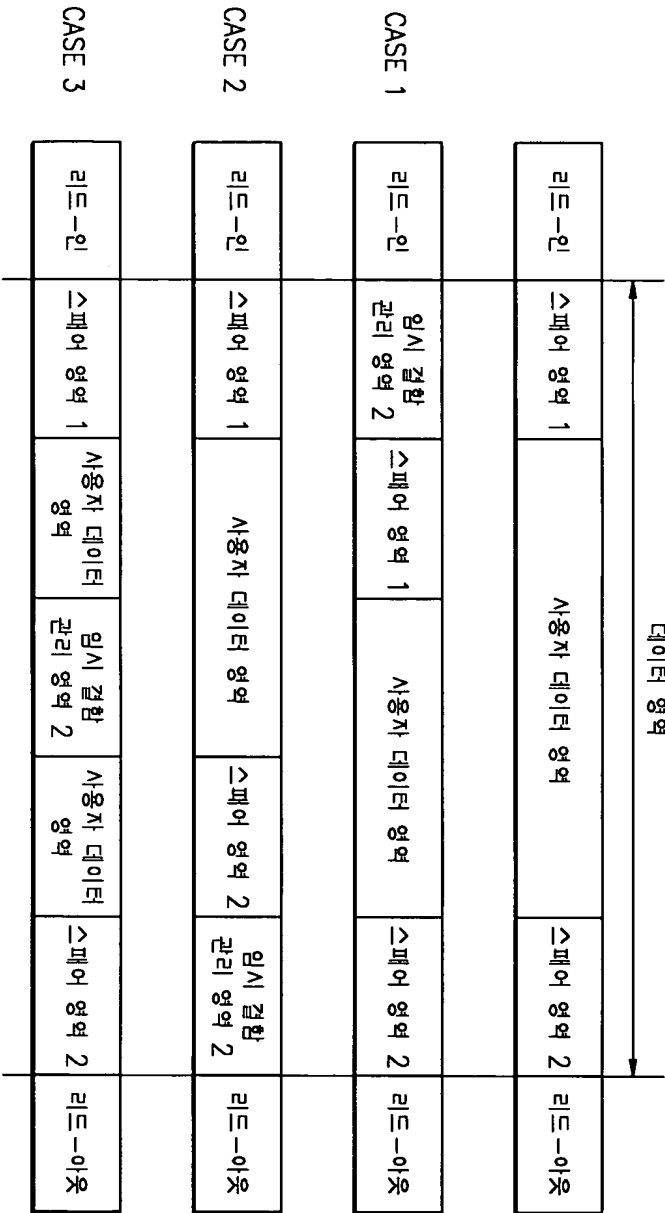 데이터 영역
리드-인
스페어 영역 1
사용자 데이터 영역
스페어 영역 2
리드-아웃
CASE 1
리드-인
임시 결함
관리 영역 2
스페어 영역 1
사용자 데이터 영역
스페어 영역 2
리드-아웃
CASE 2
리드-인
스페어 영역 1
사용자 데이터 영역
스페어 영역 2
임시 결함
관리 영역 2
리드-아웃
CASE 3
리드-인
스페어 영역 1
사용자 데이터
영역
임시 결함
관리 영역 2
사용자 데이터
영역
스페어 영역 2
리드-아웃